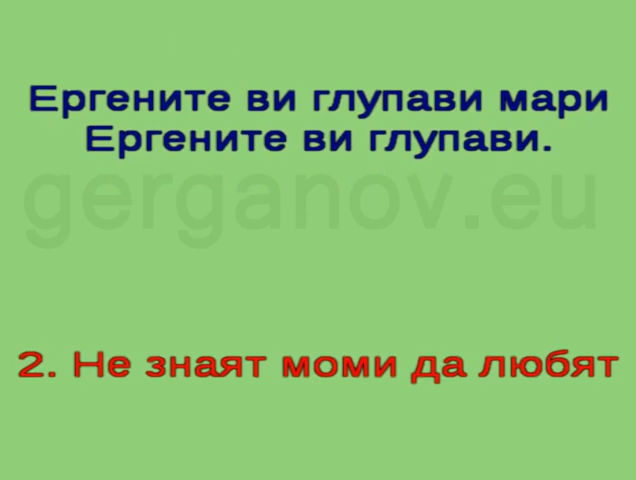 Ергените ви глупави мари
Ергените ви глупави.
gerganov.eu
2. Не знаят моми да любят